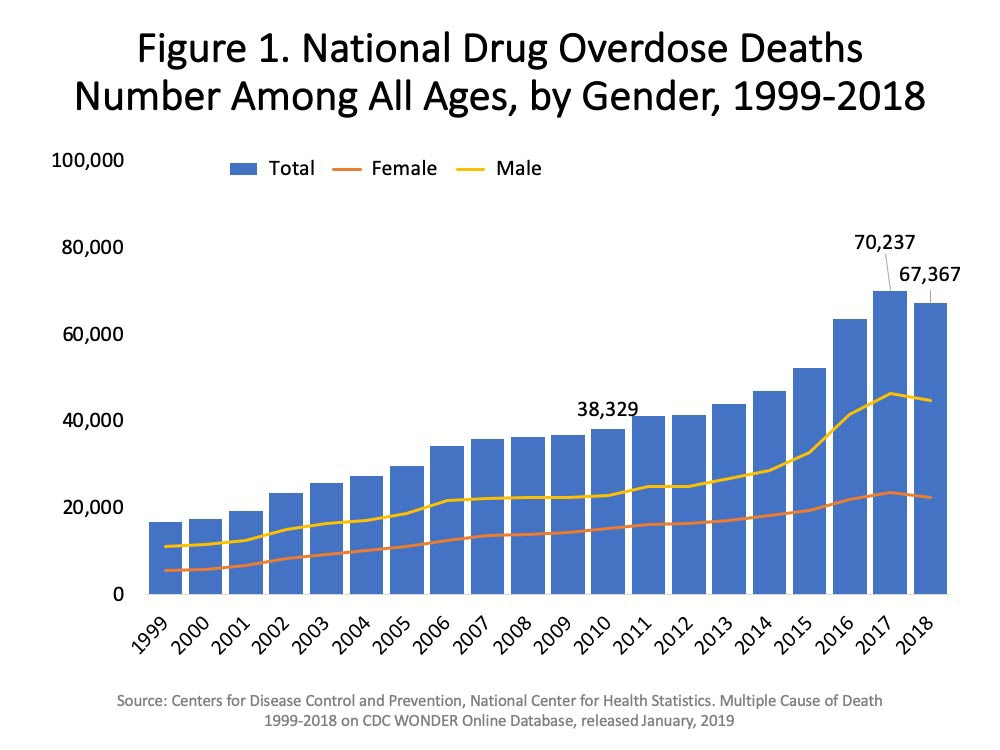 Figure 1. National Drug Overdose Deaths
Number Among All Ages, by Gender, 1999-2018
100,000
Total Female Male
80,000
70,237
67,367
60,000
40,000
38,329
20,000
0
1999 2000 2001 2002 2003 2004 2005 2006 2007 2008 2009 2010 2011 2012 2013 2014 2015 2016 2017 2018
Source: Centers for Disease Control and Prevention, National Center for Health Statistics. Multiple Cause of Death
1999-2018 on CDC WONDER Online Database, released January, 2019